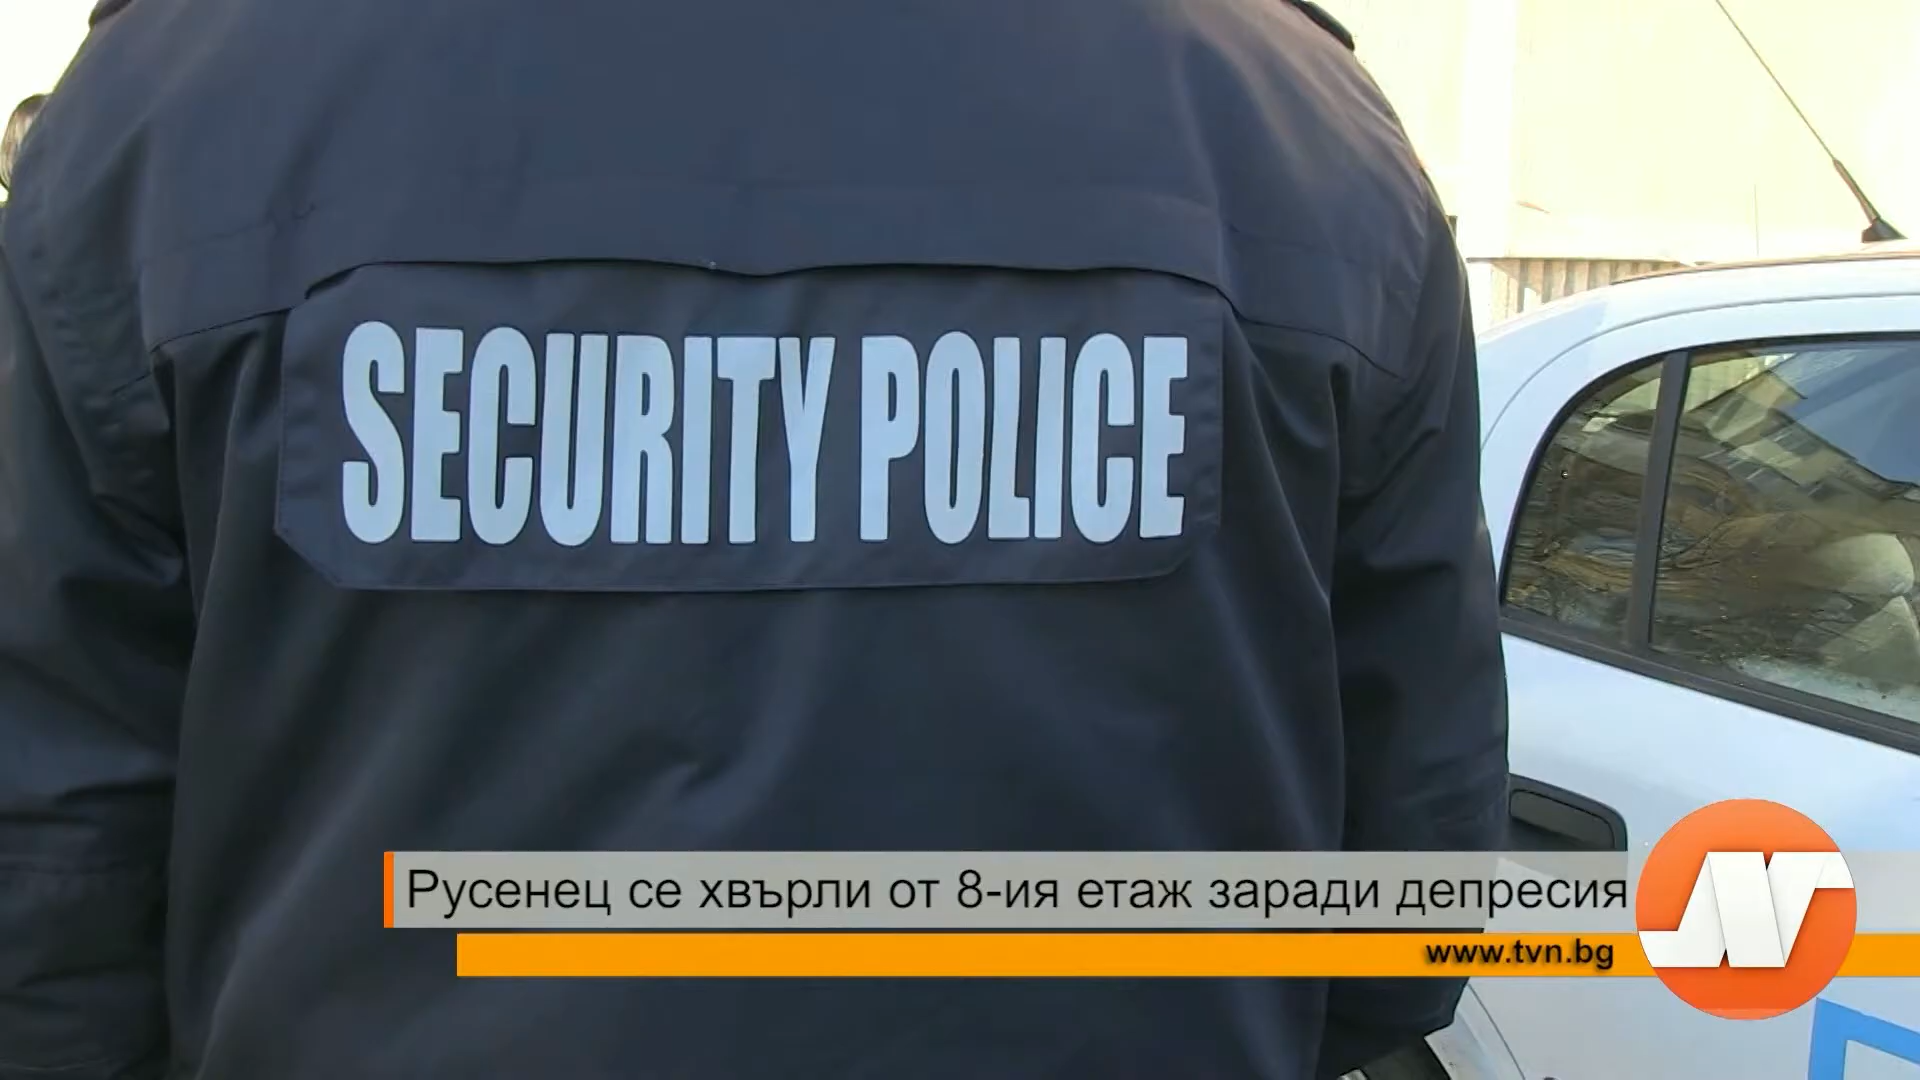 SECURITY POLICE
Русенец се хвърли от 8-ия етаж заради депресия
www.tvn.bg